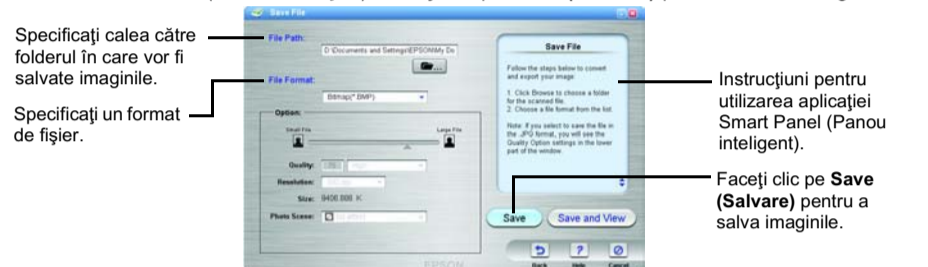 Save File
Specificaţi calea către
folderul în care vor fi
salvate imaginile.
Specificaţi un format
de fişier.
File Path:
D:\Documents and Settings\EPSON\My Do
File Format:
Bitmap(*.BMP)
Option:
Small File
Large File
Quality:
High
Resolution:
Size: 9406.808 K
Photo Scene:
EPSON
Save File
Follow the steps below to convert
and export your image:
1. Click Browse to choose a folder
for the scanned file.
2. Choose a file format from the list.
Note: If you select to save the file in
the .JPG format, you will see the
Quality Option settings in the lower
part of the window.
Save
Save and View
Back Help Cancel
Instrucţiuni pentru
utilizarea aplicaţiei
Smart Panel (Panou
inteligent).
Faceţi clic pe Save
(Salvare) pentru a
salva imaginile.